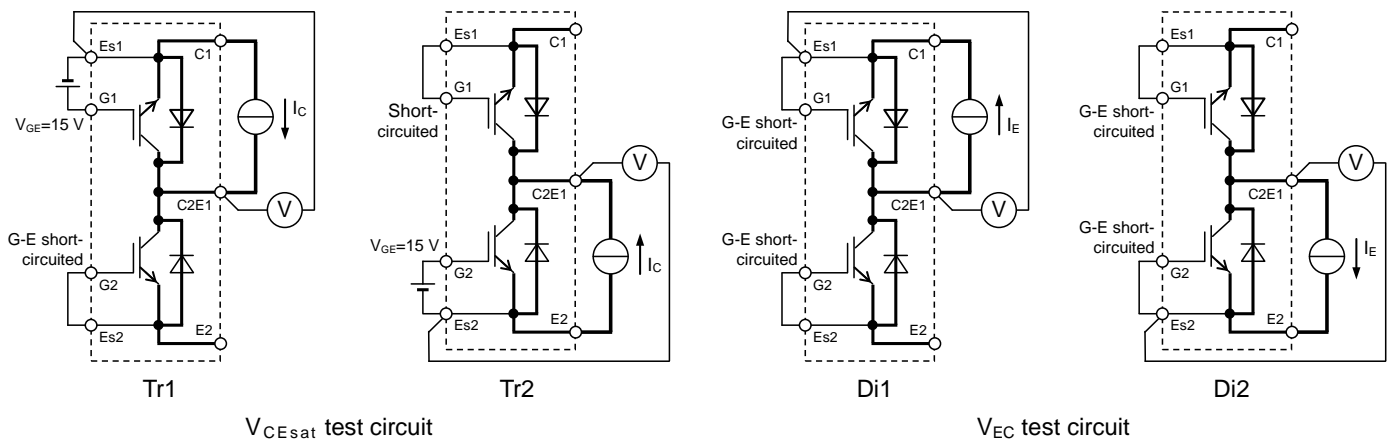 Es1
C1
G1
V_GE=15 V
I_C
C2E1
V
G-E short-
circuited
G2
Es2
E2
Tr1
Es1
C1
G1
Short-
circuited
V
C2E1
V_GE=15 V
G2
I_C
Es2
E2
Tr2
V_CEsat test circuit
Es1
C1
G1
G-E short-
circuited
I_E
C2E1
V
G-E short-
circuited
G2
Es2
E2
Di1
Es1
C1
G1
G-E short-
circuited
V
C2E1
G-E short-
circuited
G2
I_E
Es2
E2
Di2
V_EC test circuit